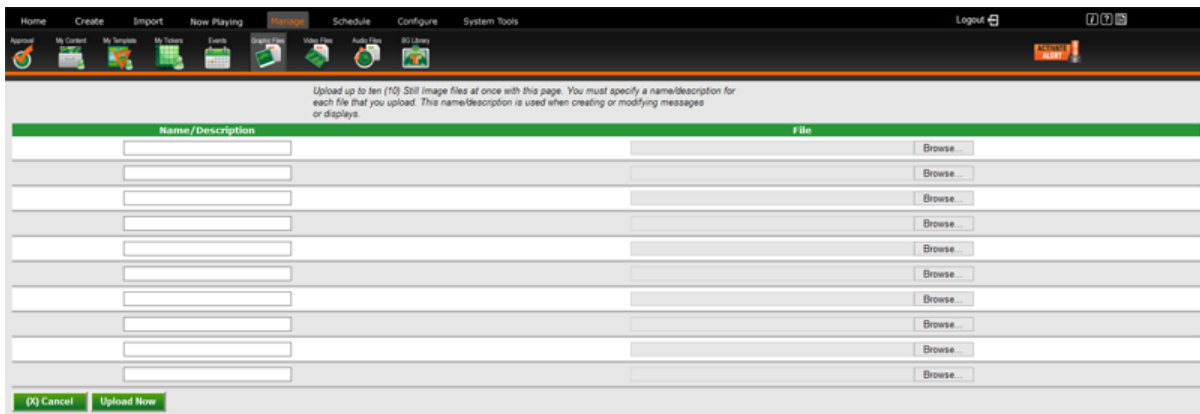 Home Create Import Now Playing Manage Schedule Configure System Tools Logout
Approval My Content My Template My Tickers Events Graphic Files Video Files Audio Files BG Library
ACTIVATE
ALERT
Upload up to ten (10) Still Image files at once with this page. You must specify a name/description for
each file that you upload. This name/description is used when creating or modifying messages
or displays.
Name/Description File
Browse...
Browse...
Browse...
Browse...
Browse...
Browse...
Browse...
Browse...
Browse...
Browse...
(X) Cancel Upload Now